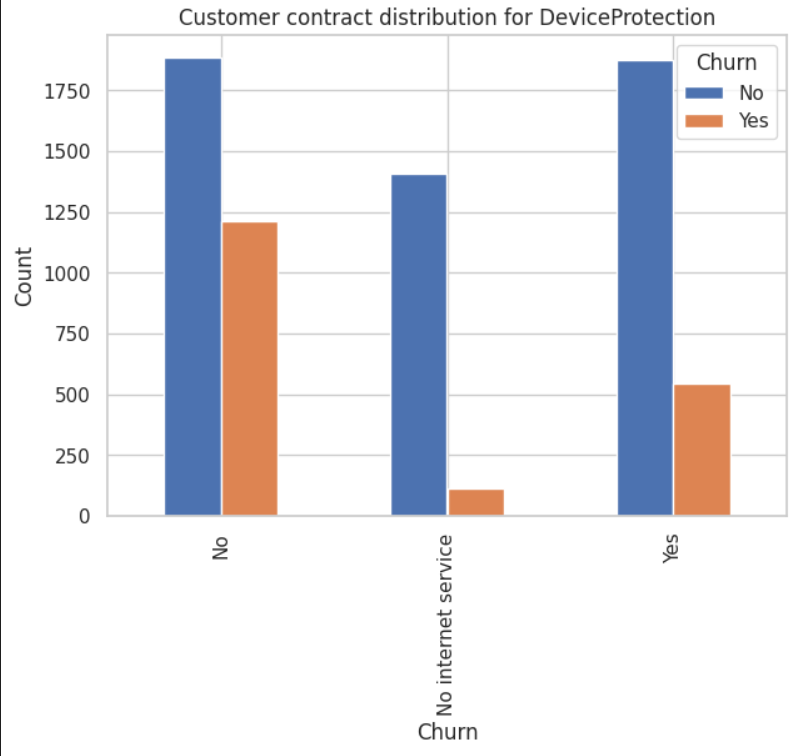 Customer contract distribution for DeviceProtection
Churn
No
Yes
1750
1500
1250
1000
750
500
250
0
Count
No
No internet service
Yes
Churn